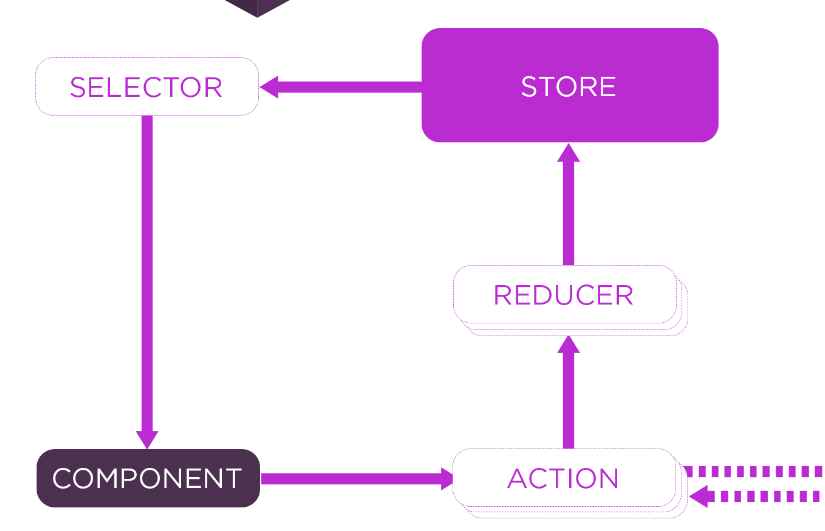 SELECTOR
STORE
REDUCER
COMPONENT
ACTION